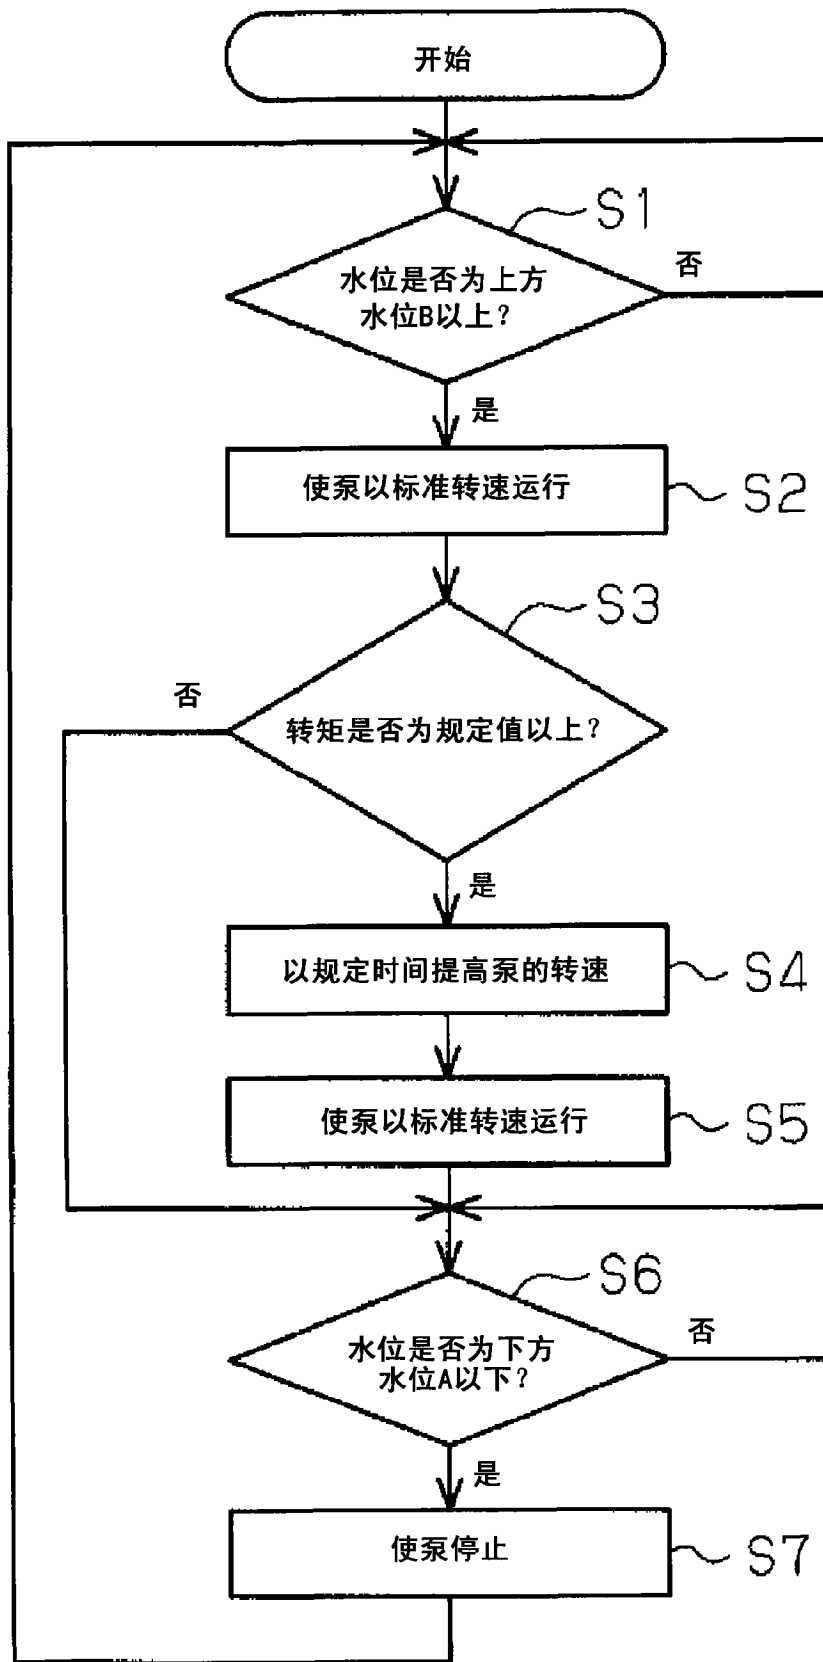 开始
S1
水位是否为上方
水位B以上？
否
是
使泵以标准转速运行
S2
S3
否
转矩是否为规定值以上？
是
以规定时间提高泵的转速
S4
使泵以标准转速运行
S5
S6
水位是否为下方
水位A以下？
否
是
使泵停止
S7